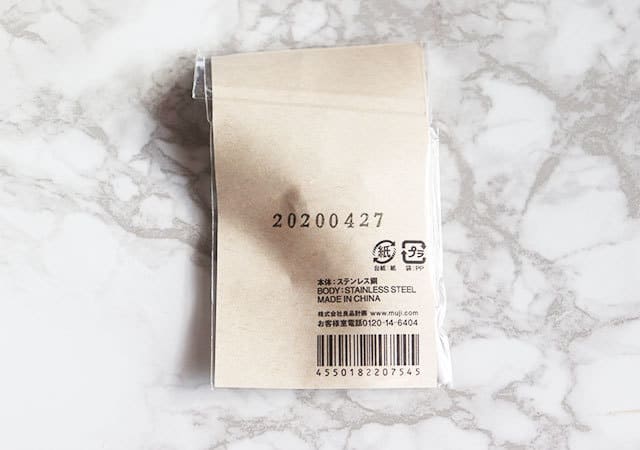 20200427
紙 プラ
台紙:紙 袋:PP
本体:ステンレス鋼
BODY:STAINLESS STEEL
MADE IN CHINA
株式会社良品計画 www.muji.com
お客様室電話0120-14-6404
4550182207545